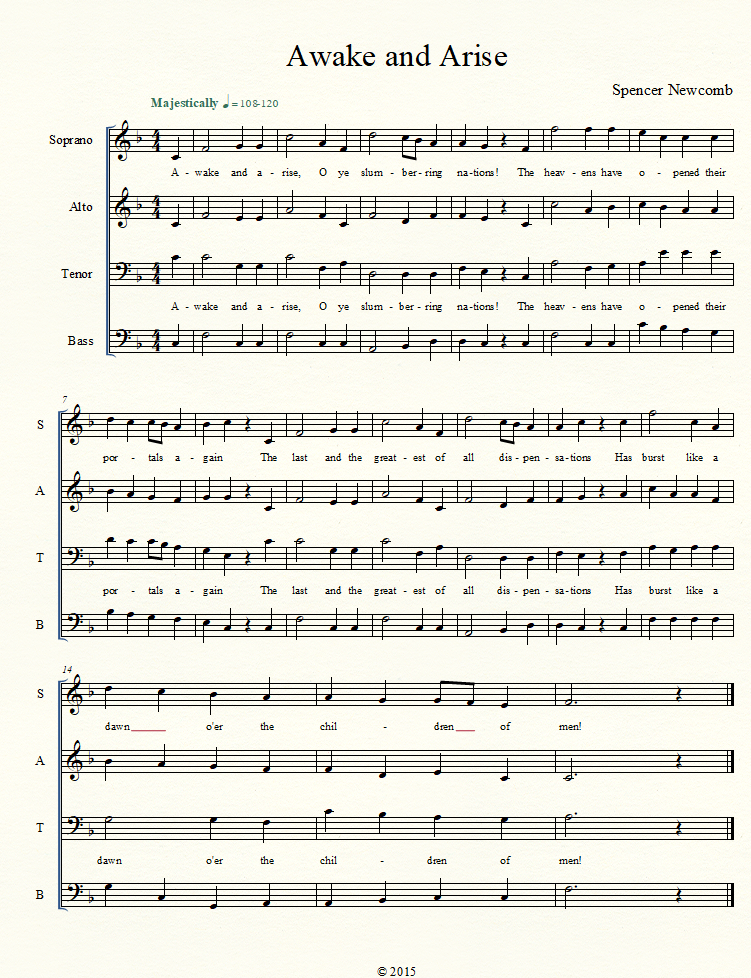 Awake and Arise
Spencer Newcomb
Majestically ♩ = 108-120
Soprano
A - wake and a - rise, O ye slum - ber - ring na-tions! The heav - ens have o - pened their
Alto
Tenor
A - wake and a - rise, O ye slum - ber - ring na-tions! The heav - ens have o - pened their
Bass
7
S
por - tals a - gain The last and the great - est of all dis - pen - sa-tions Has burst like a
A
T
por - tals a - gain The last and the great - est of all dis - pen - sa-tions Has burst like a
B
14
S
dawn______ o'er the chil - dren___ of men!
A
T
dawn o'er the chil - dren of men!
B
© 2015